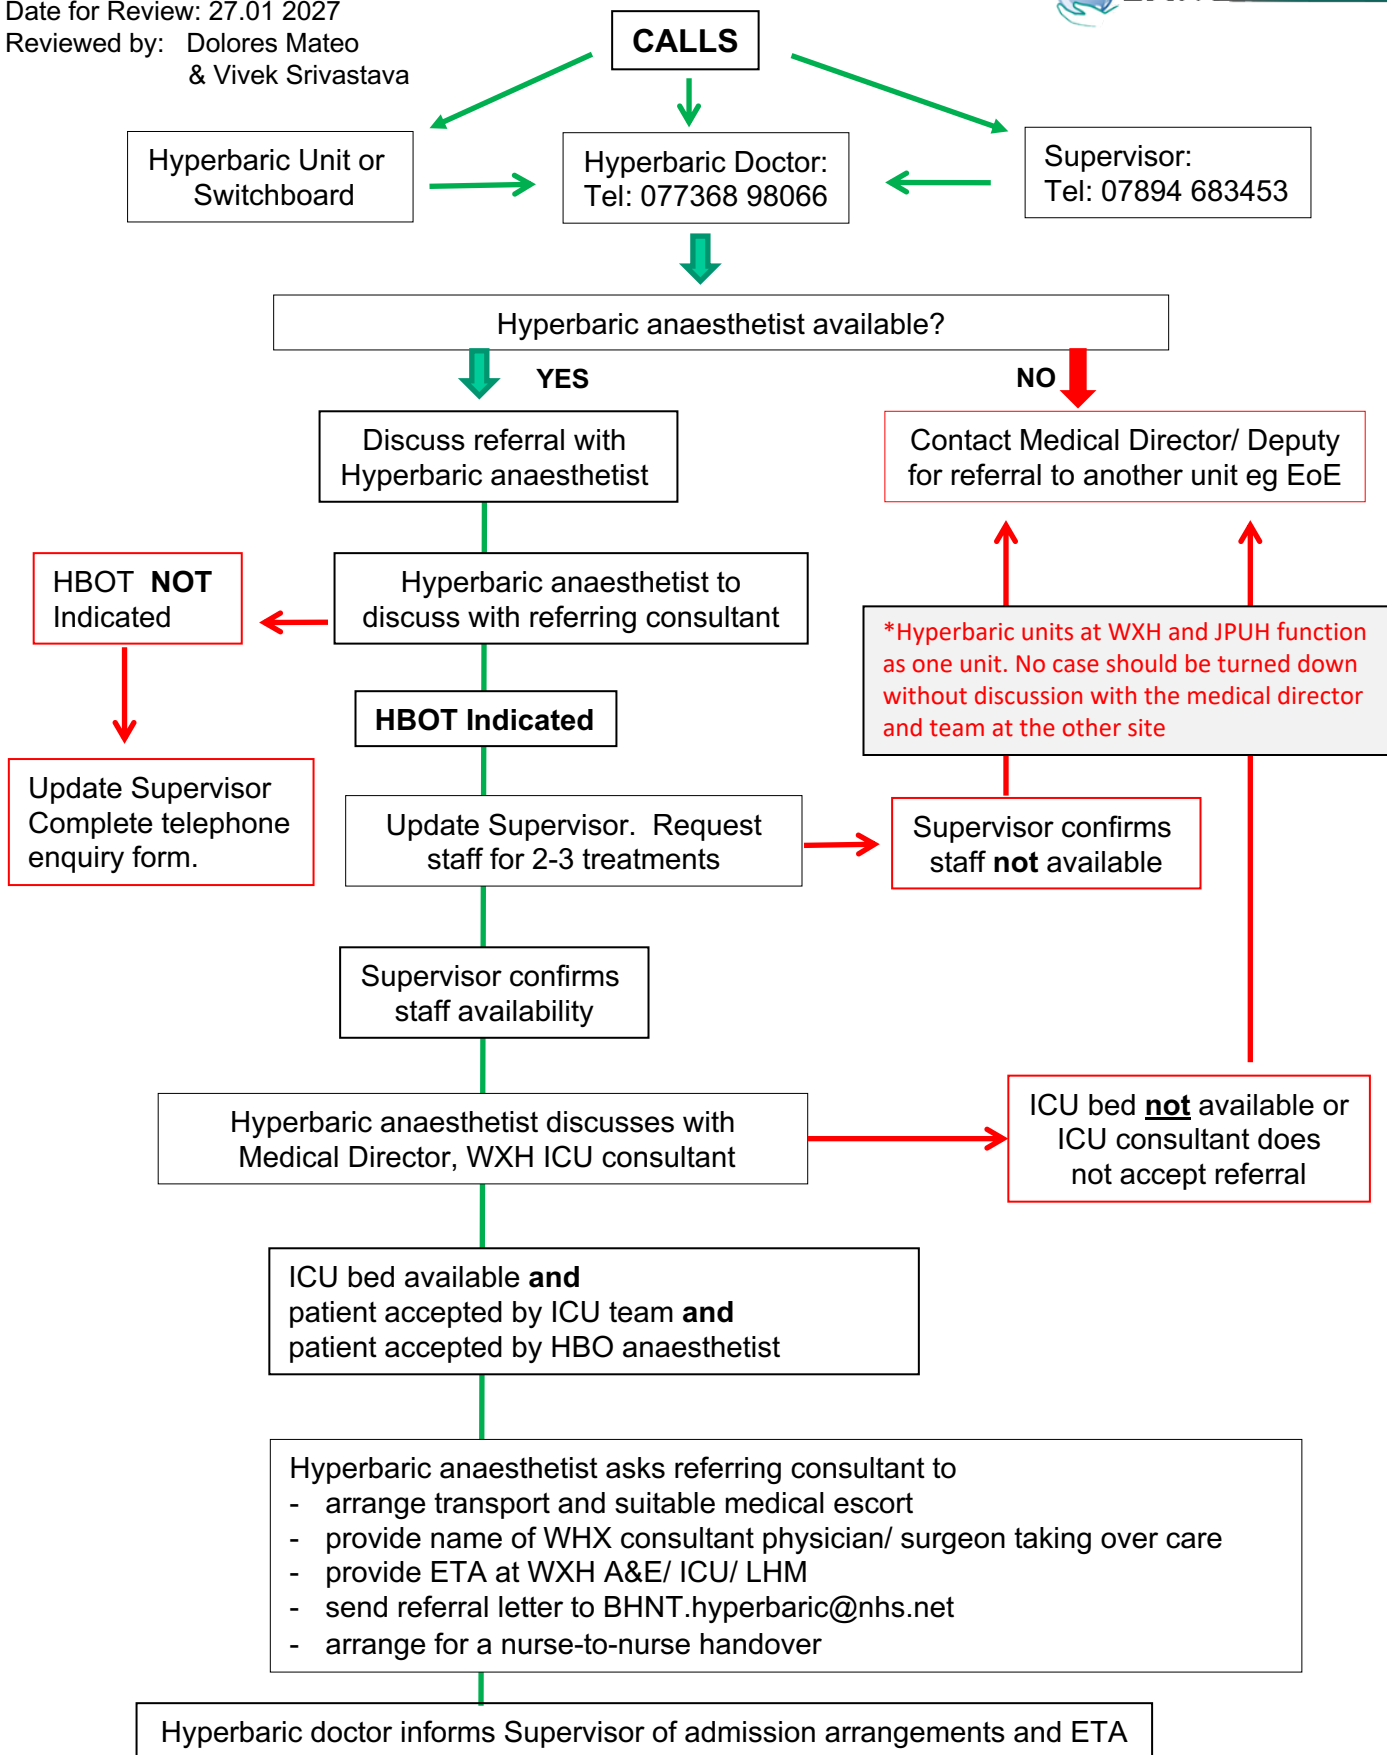 Date for Review: 27.01 2027
Reviewed by: Dolores Mateo
& Vivek Srivastava
CALLS
Hyperbaric Unit or
Switchboard
Hyperbaric Doctor:
Tel: 077368 98066
Supervisor:
Tel: 07894 683453
Hyperbaric anaesthetist available?
YES
NO
Discuss referral with
Hyperbaric anaesthetist
Contact Medical Director/ Deputy
for referral to another unit eg EoE
HBOT NOT
Indicated
Hyperbaric anaesthetist to
discuss with referring consultant
*Hyperbaric units at WXH and JPUH function
as one unit. No case should be turned down
without discussion with the medical director
and team at the other site
HBOT Indicated
Update Supervisor
Complete telephone
enquiry form.
Update Supervisor. Request
staff for 2-3 treatments
Supervisor confirms
staff not available
Supervisor confirms
staff availability
Hyperbaric anaesthetist discusses with
Medical Director, WXH ICU consultant
ICU bed not available or
ICU consultant does
not accept referral
ICU bed available and
patient accepted by ICU team and
patient accepted by HBO anaesthetist
Hyperbaric anaesthetist asks referring consultant to
- arrange transport and suitable medical escort
- provide name of WHX consultant physician/ surgeon taking over care
- provide ETA at WXH A&E/ ICU/ LHM
- send referral letter to BHNT.hyperbaric@nhs.net
- arrange for a nurse-to-nurse handover
Hyperbaric doctor informs Supervisor of admission arrangements and ETA